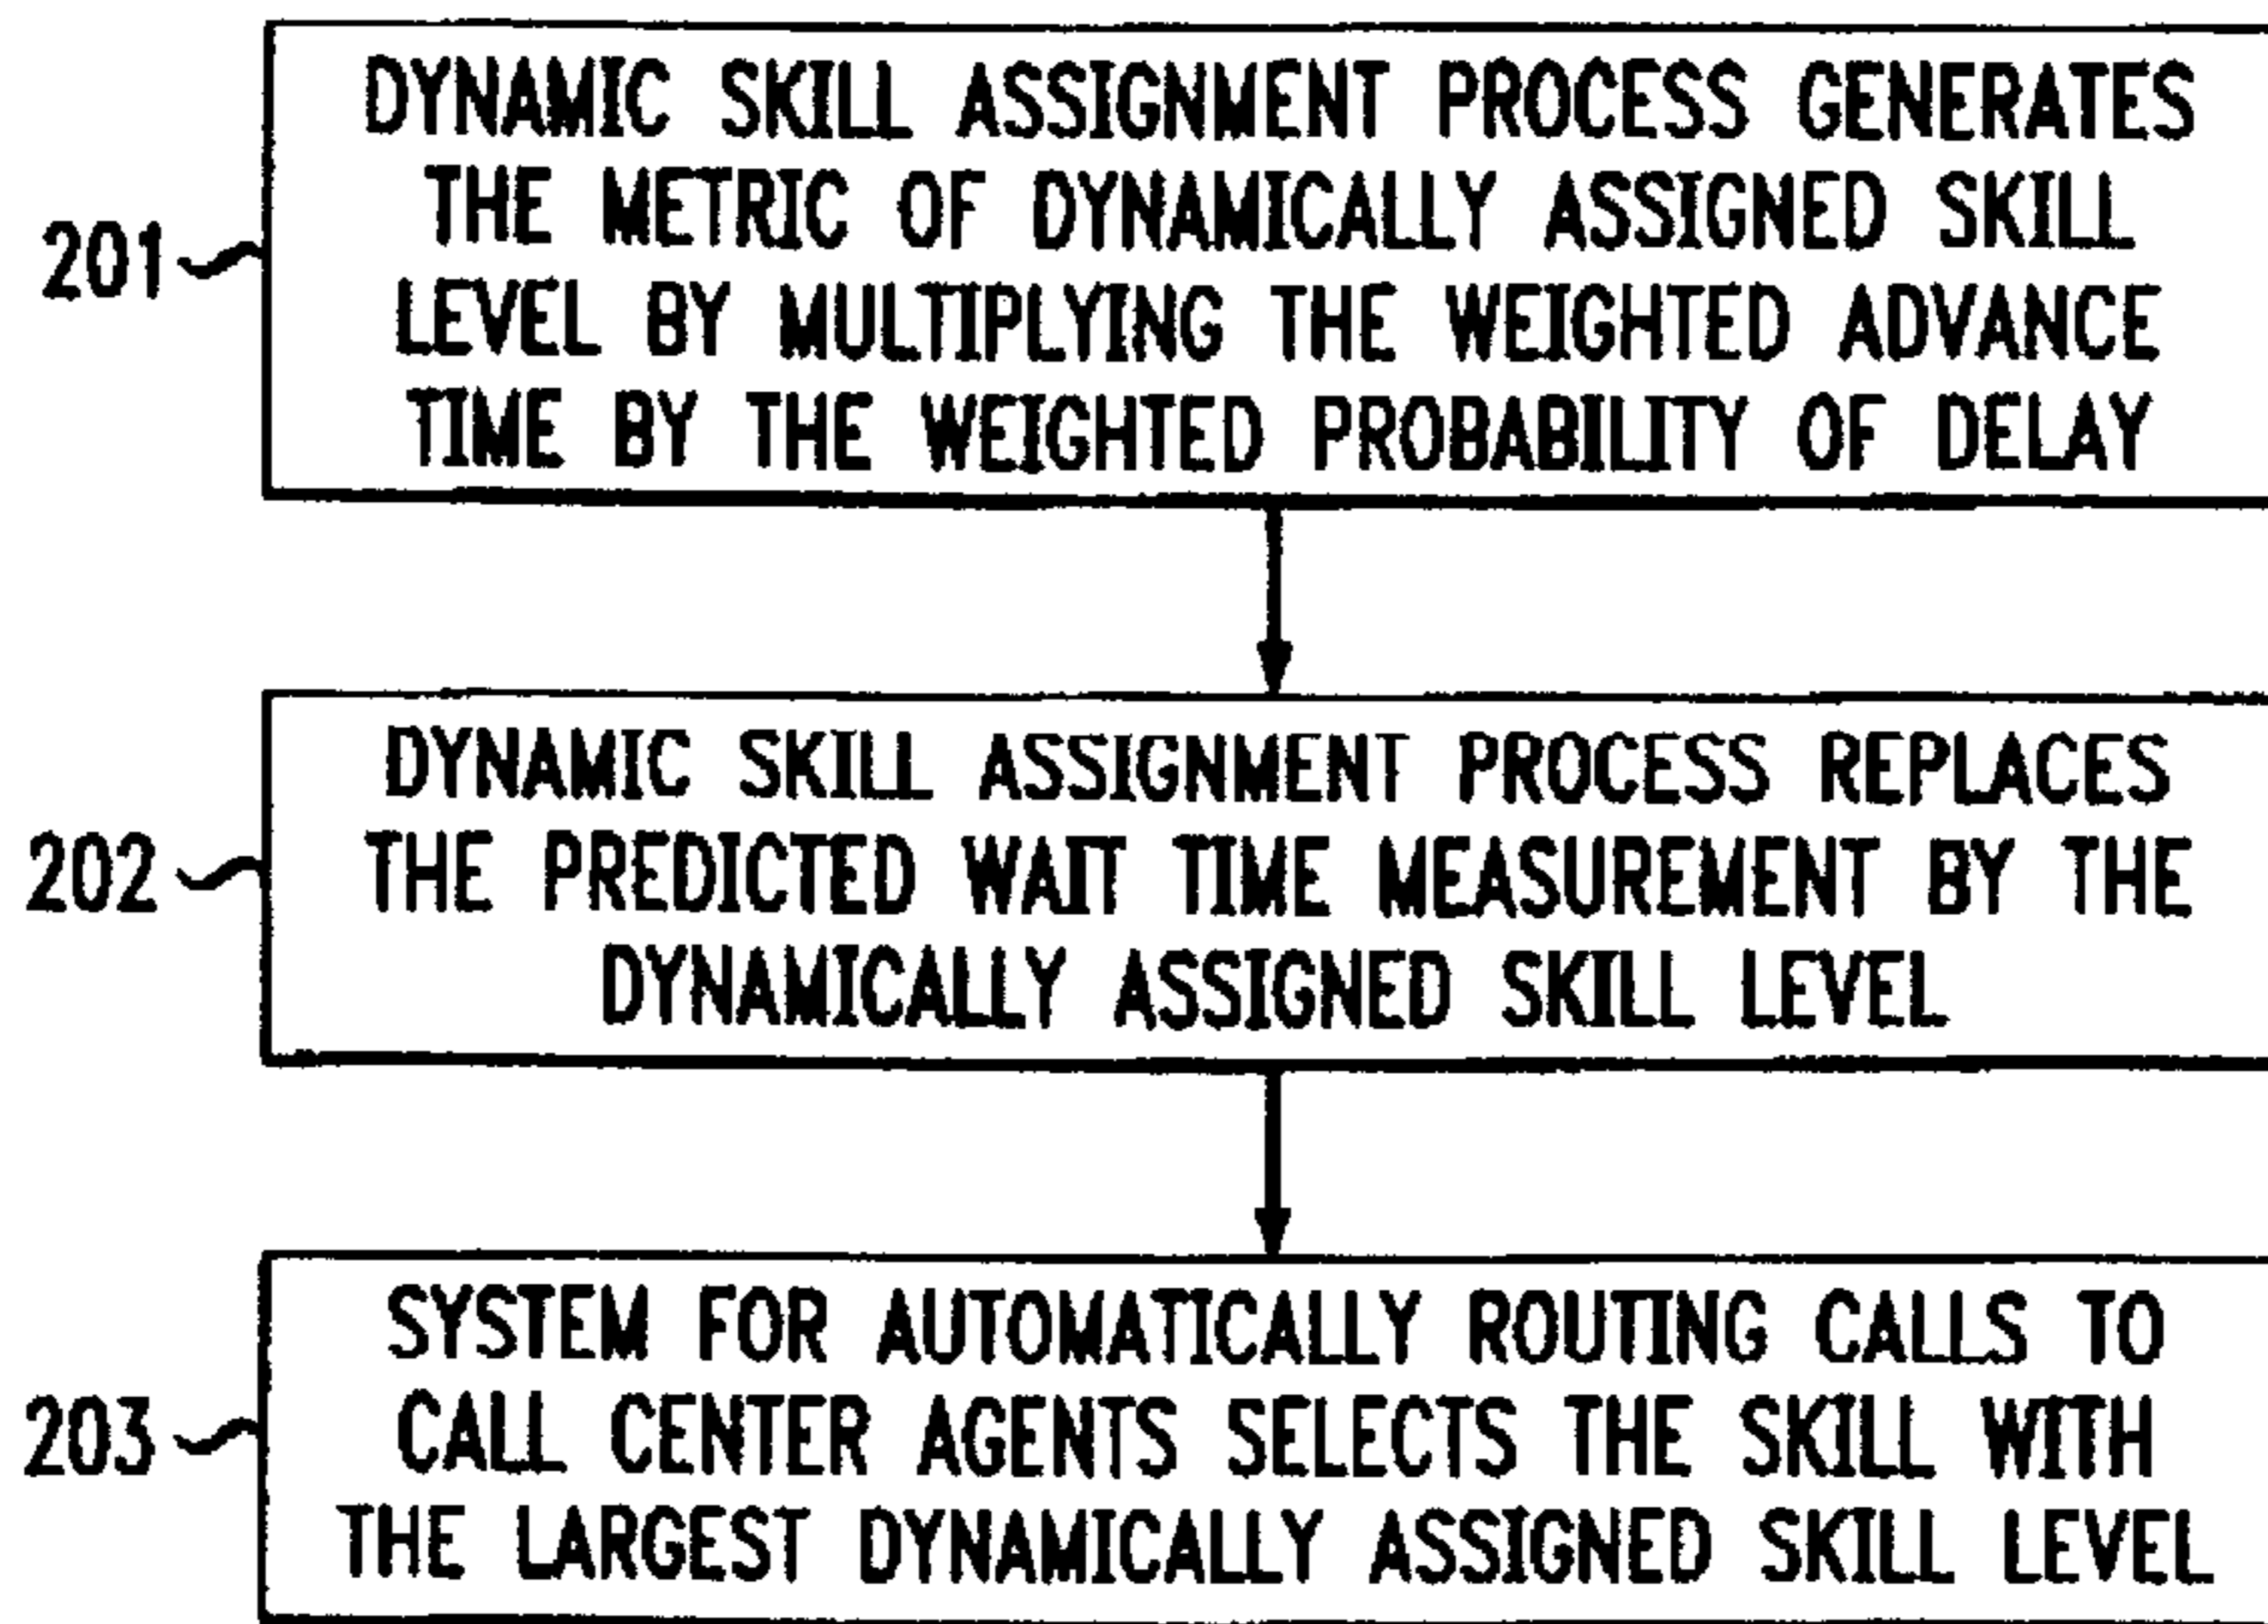 DYNAMIC SKILL ASSIGNMENT PROCESS GENERATES
THE METRIC OF DYNAMICALLY ASSIGNED SKILL
201
LEVEL BY MULTIPLYING THE WEIGHTED ADVANCE
TIME BY THE WEIGHTED PROBABILITY OF DELAY
DYNAMIC SKILL ASSIGNMENT PROCESS REPLACES
202
THE PREDICTED WAIT TIME MEASUREMENT BY THE
DYNAMICALLY ASSIGNED SKILL LEVEL
SYSTEM FOR AUTOMATICALLY ROUTING CALLS TO
203
CALL CENTER AGENTS SELECTS THE SKILL WITH
THE LARGEST DYNAMICALLY ASSIGNED SKILL LEVEL